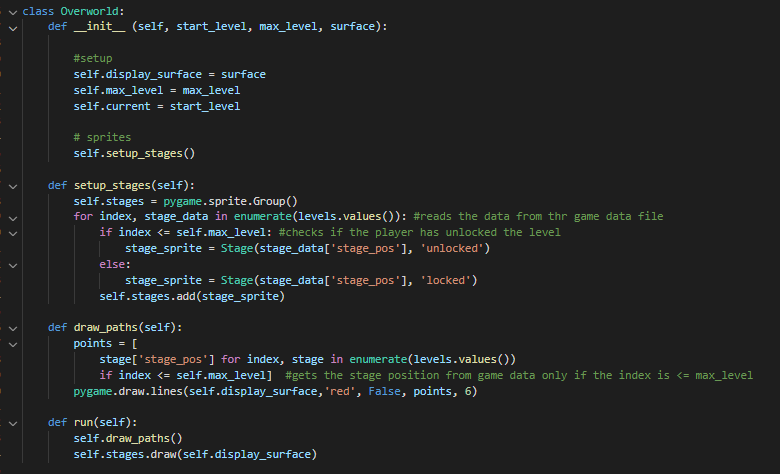 class Overworld:
def __init__ (self, start_level, max_level, surface):
#setup
self.display_surface = surface
self.max_level = max_level
self.current = start_level
# sprites
self.setup_stages()
def setup_stages(self):
self.stages = pygame.sprite.Group()
for index, stage_data in enumerate(levels.values()): #reads the data from thr game data file
if index <= self.max_level: #checks if the player has unlocked the level
stage_sprite = Stage(stage_data['stage_pos'], 'unlocked')
else:
stage_sprite = Stage(stage_data['stage_pos'], 'locked')
self.stages.add(stage_sprite)
def draw_paths(self):
points = [
stage['stage_pos'] for index, stage in enumerate(levels.values())
if index <= self.max_level]  #gets the stage position from game data only if the index is <= max_level
pygame.draw.lines(self.display_surface,'red', False, points, 6)
def run(self):
self.draw_paths()
self.stages.draw(self.display_surface)